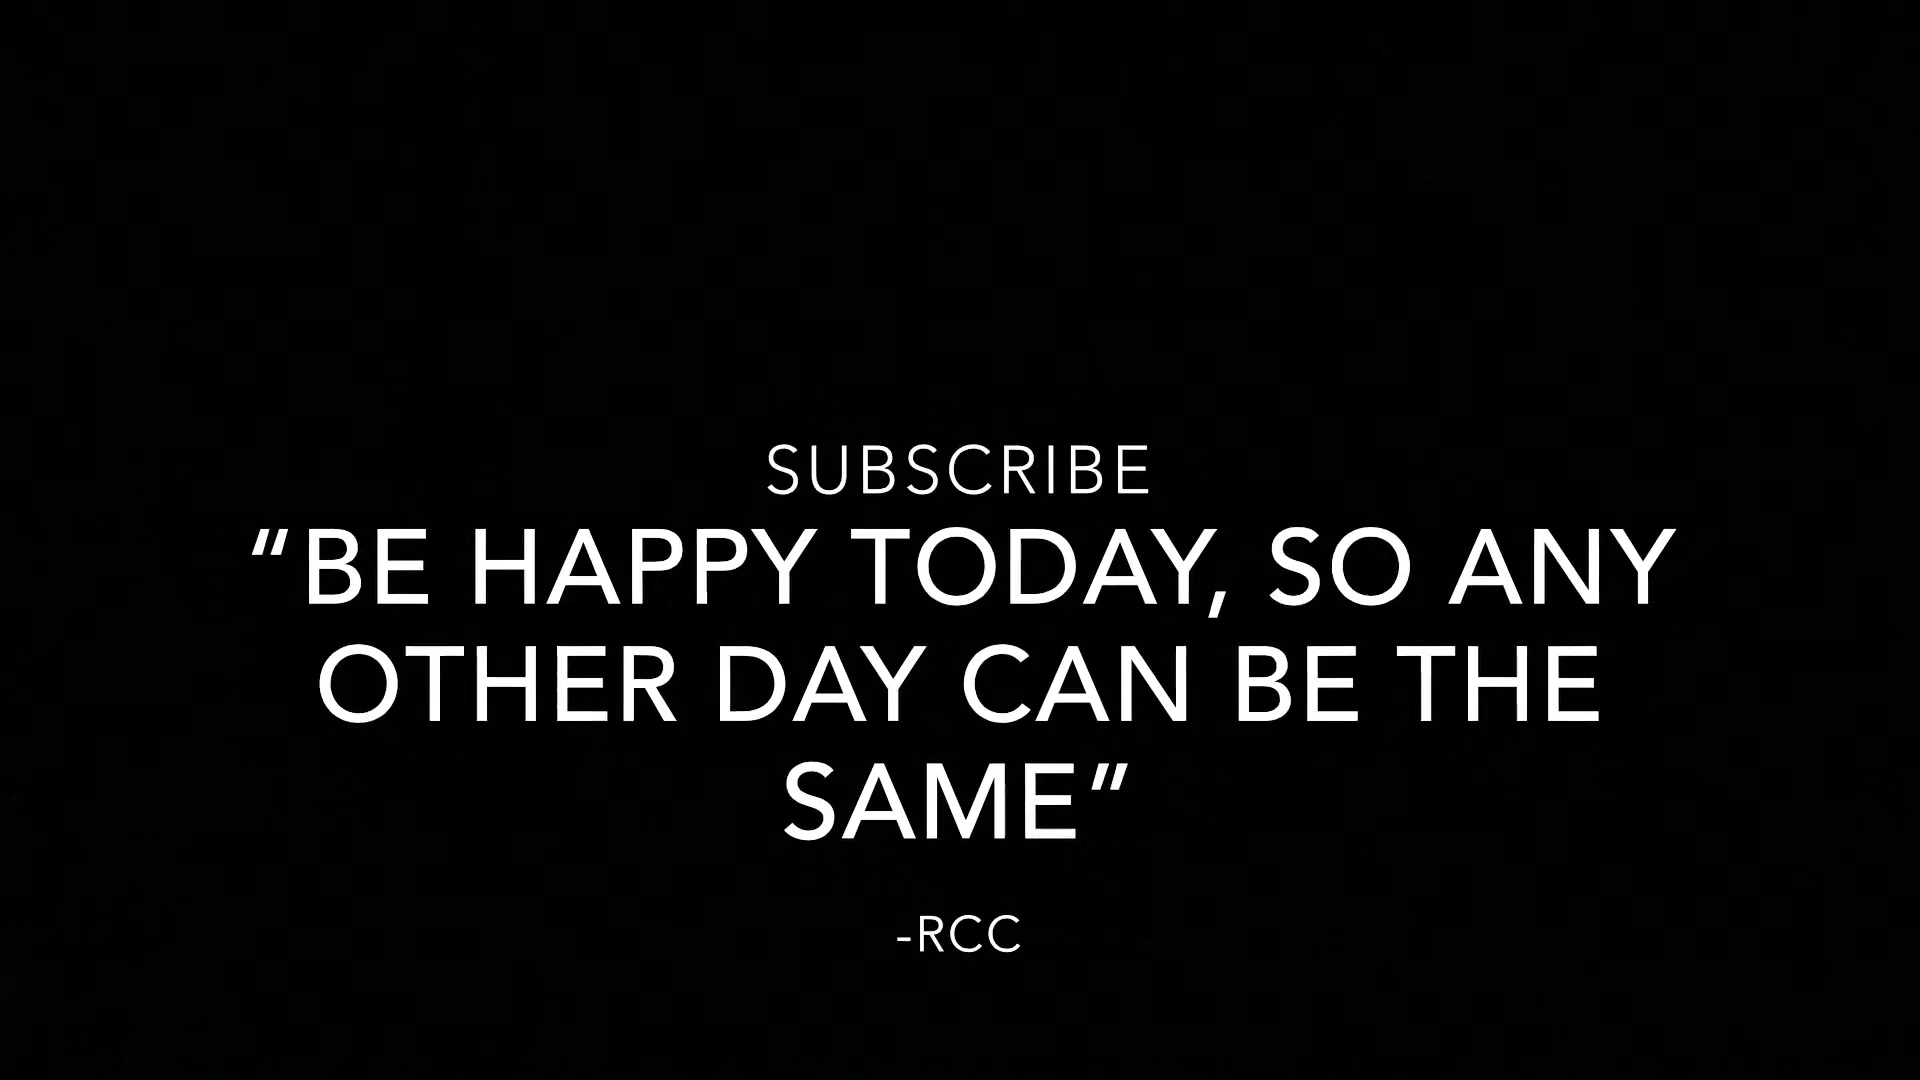 SUBSCRIBE
“BE HAPPY TODAY, SO ANY
OTHER DAY CAN BE THE
SAME”
-RCC